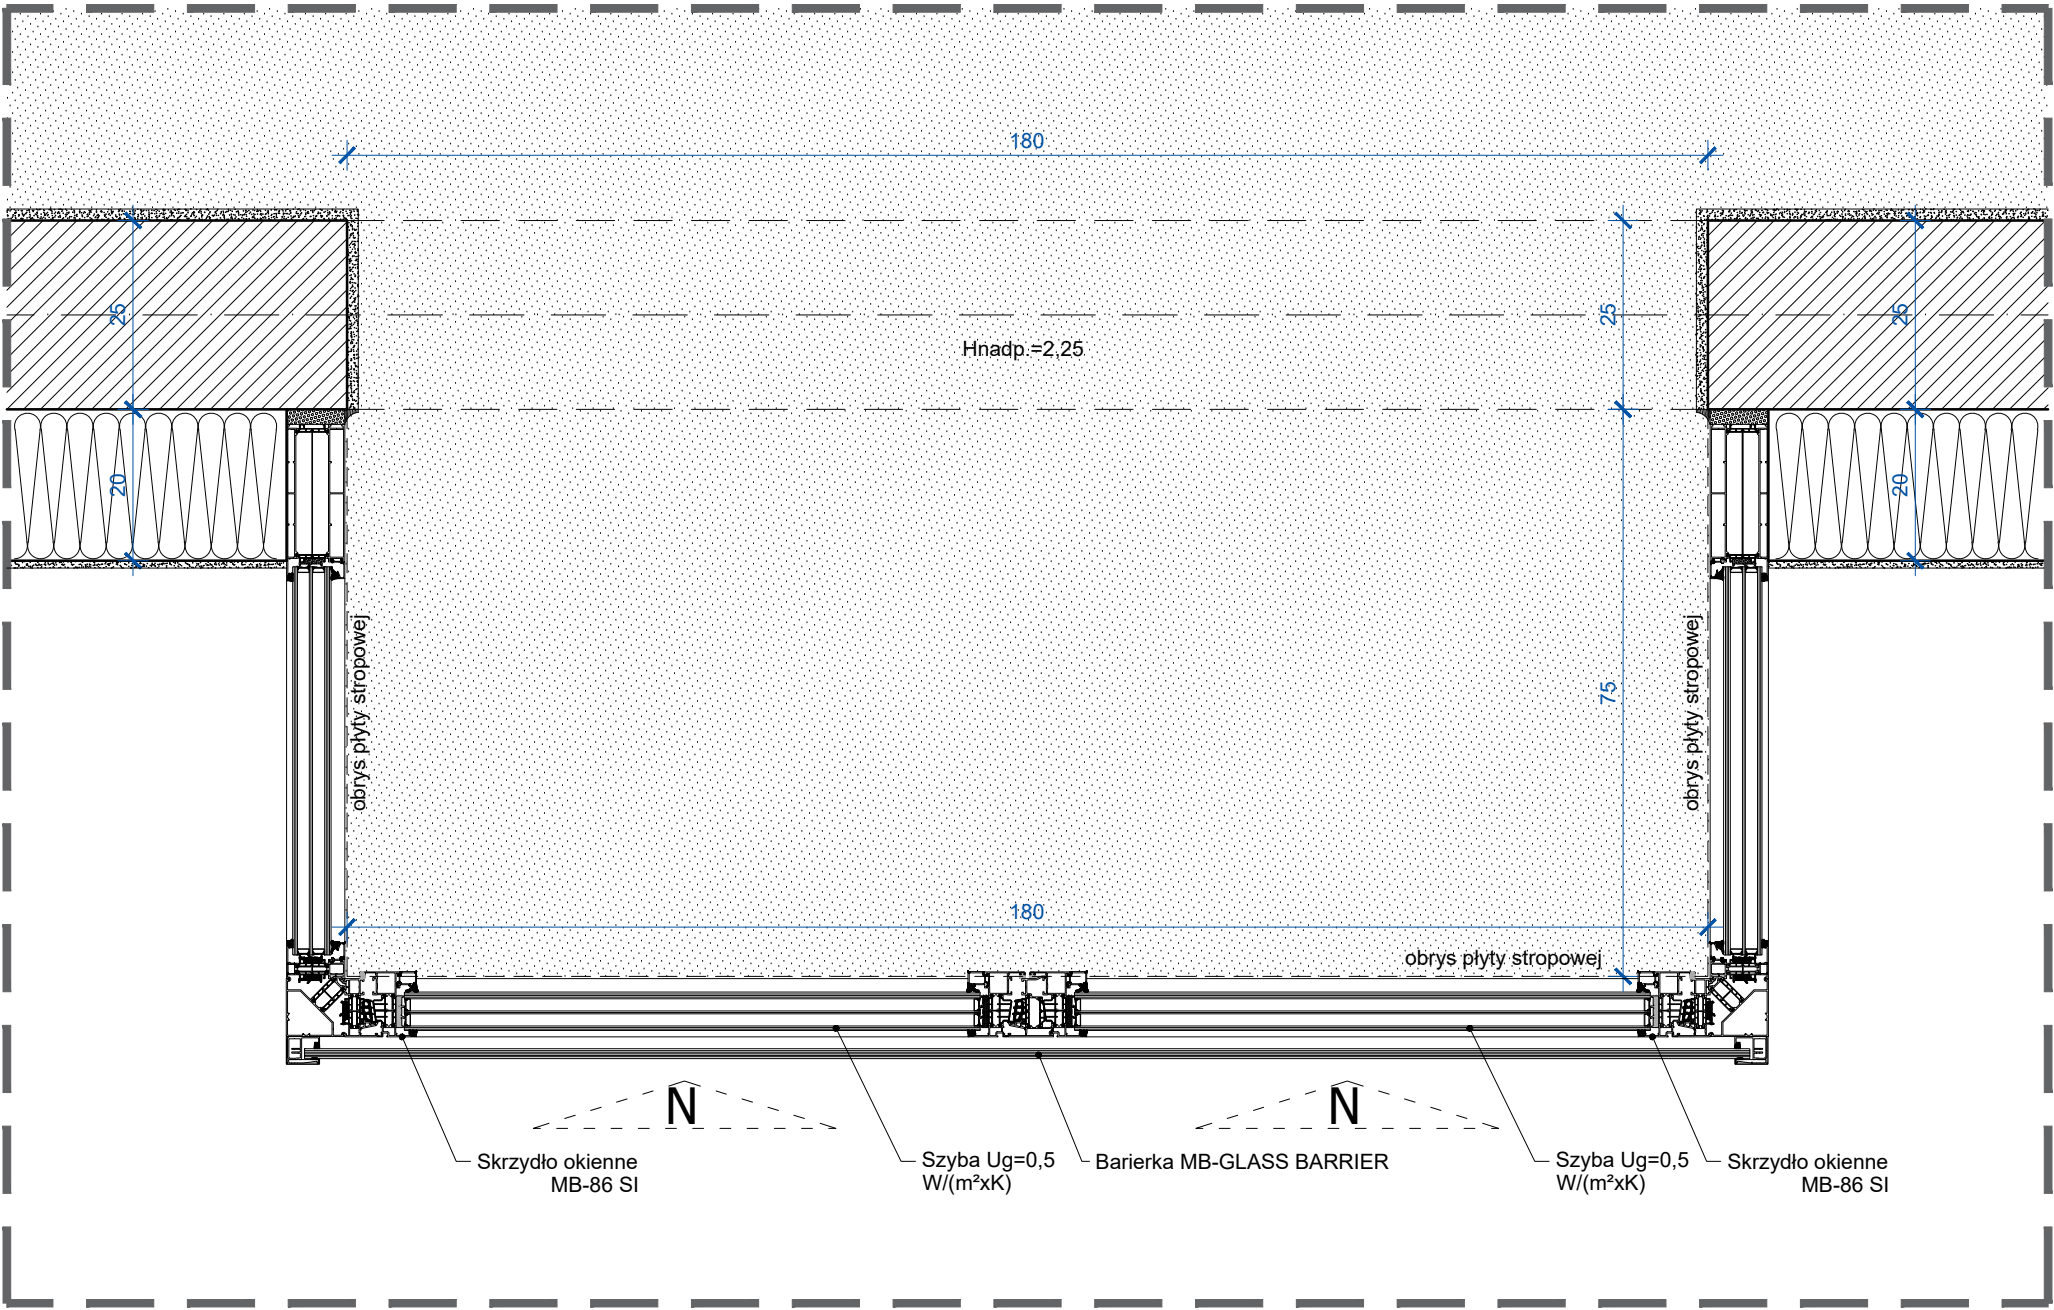 180
25
25
25
Hnadp.=2,25
20
20
obrys płyty stropowej
75
obrys płyty stropowej
180
obrys płyty stropowej
N
N
Skrzydło okienne
MB-86 SI
Szyba Ug=0,5
W/(m²xK)
Barierka MB-GLASS BARRIER
Szyba Ug=0,5
W/(m²xK)
Skrzydło okienne
MB-86 SI